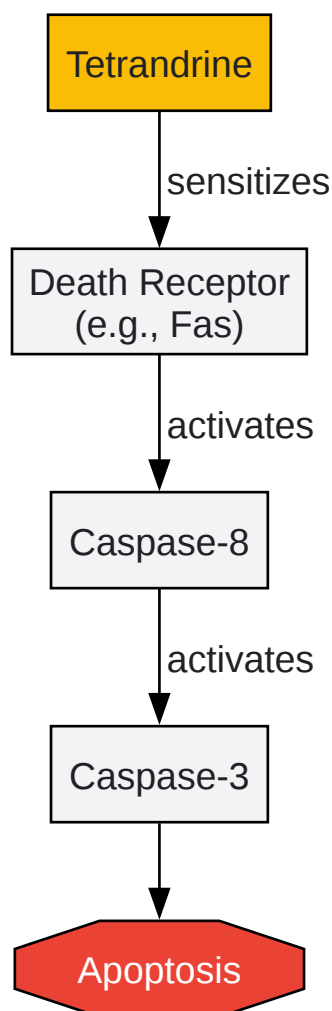 Tetrandrine
sensitizes
Death Receptor
(e.g., Fas)
activates
Caspase-8
activates
Caspase-3
Apoptosis